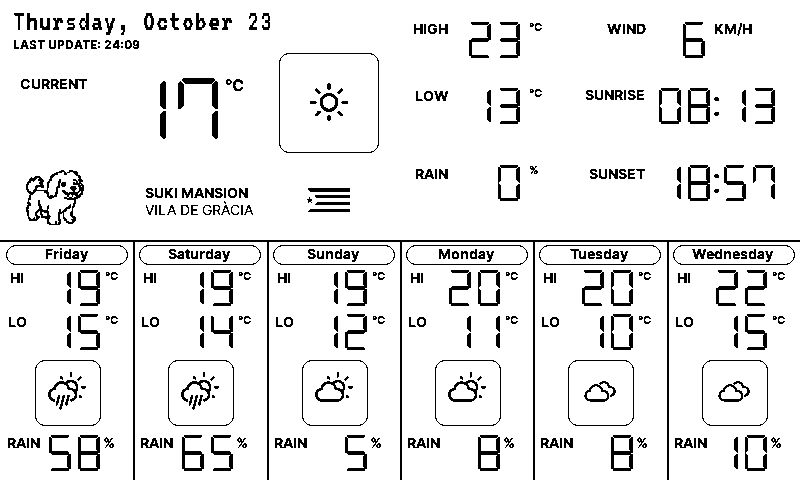 Thursday, October 23
LAST UPDATE: 24:09
CURRENT 17 °C
HIGH 23 °C
WIND 6 KM/H
LOW 13 °C
SUNRISE 08:13
RAIN 0 %
SUNSET 18:57
SUKI MANSION
VILA DE GRÀCIA
Friday
HI 19 °C
LO 15 °C
RAIN 58 %
Saturday
HI 19 °C
LO 14 °C
RAIN 65 %
Sunday
HI 19 °C
LO 12 °C
RAIN 5 %
Monday
HI 20 °C
LO 11 °C
RAIN 8 %
Tuesday
HI 20 °C
LO 10 °C
RAIN 8 %
Wednesday
HI 22 °C
LO 15 °C
RAIN 10 %